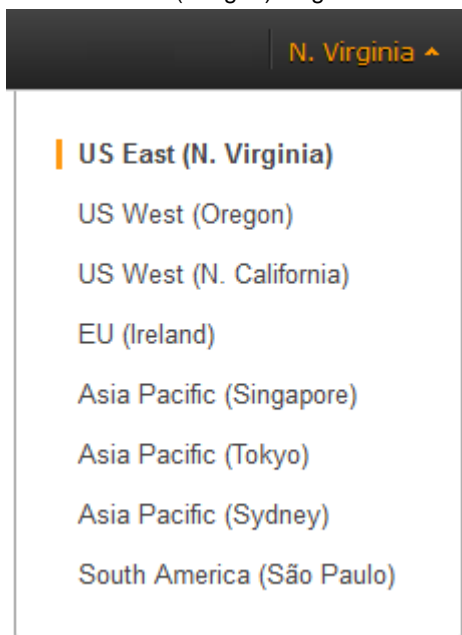 N. Virginia
US East (N. Virginia)
US West (Oregon)
US West (N. California)
EU (Ireland)
Asia Pacific (Singapore)
Asia Pacific (Tokyo)
Asia Pacific (Sydney)
South America (São Paulo)